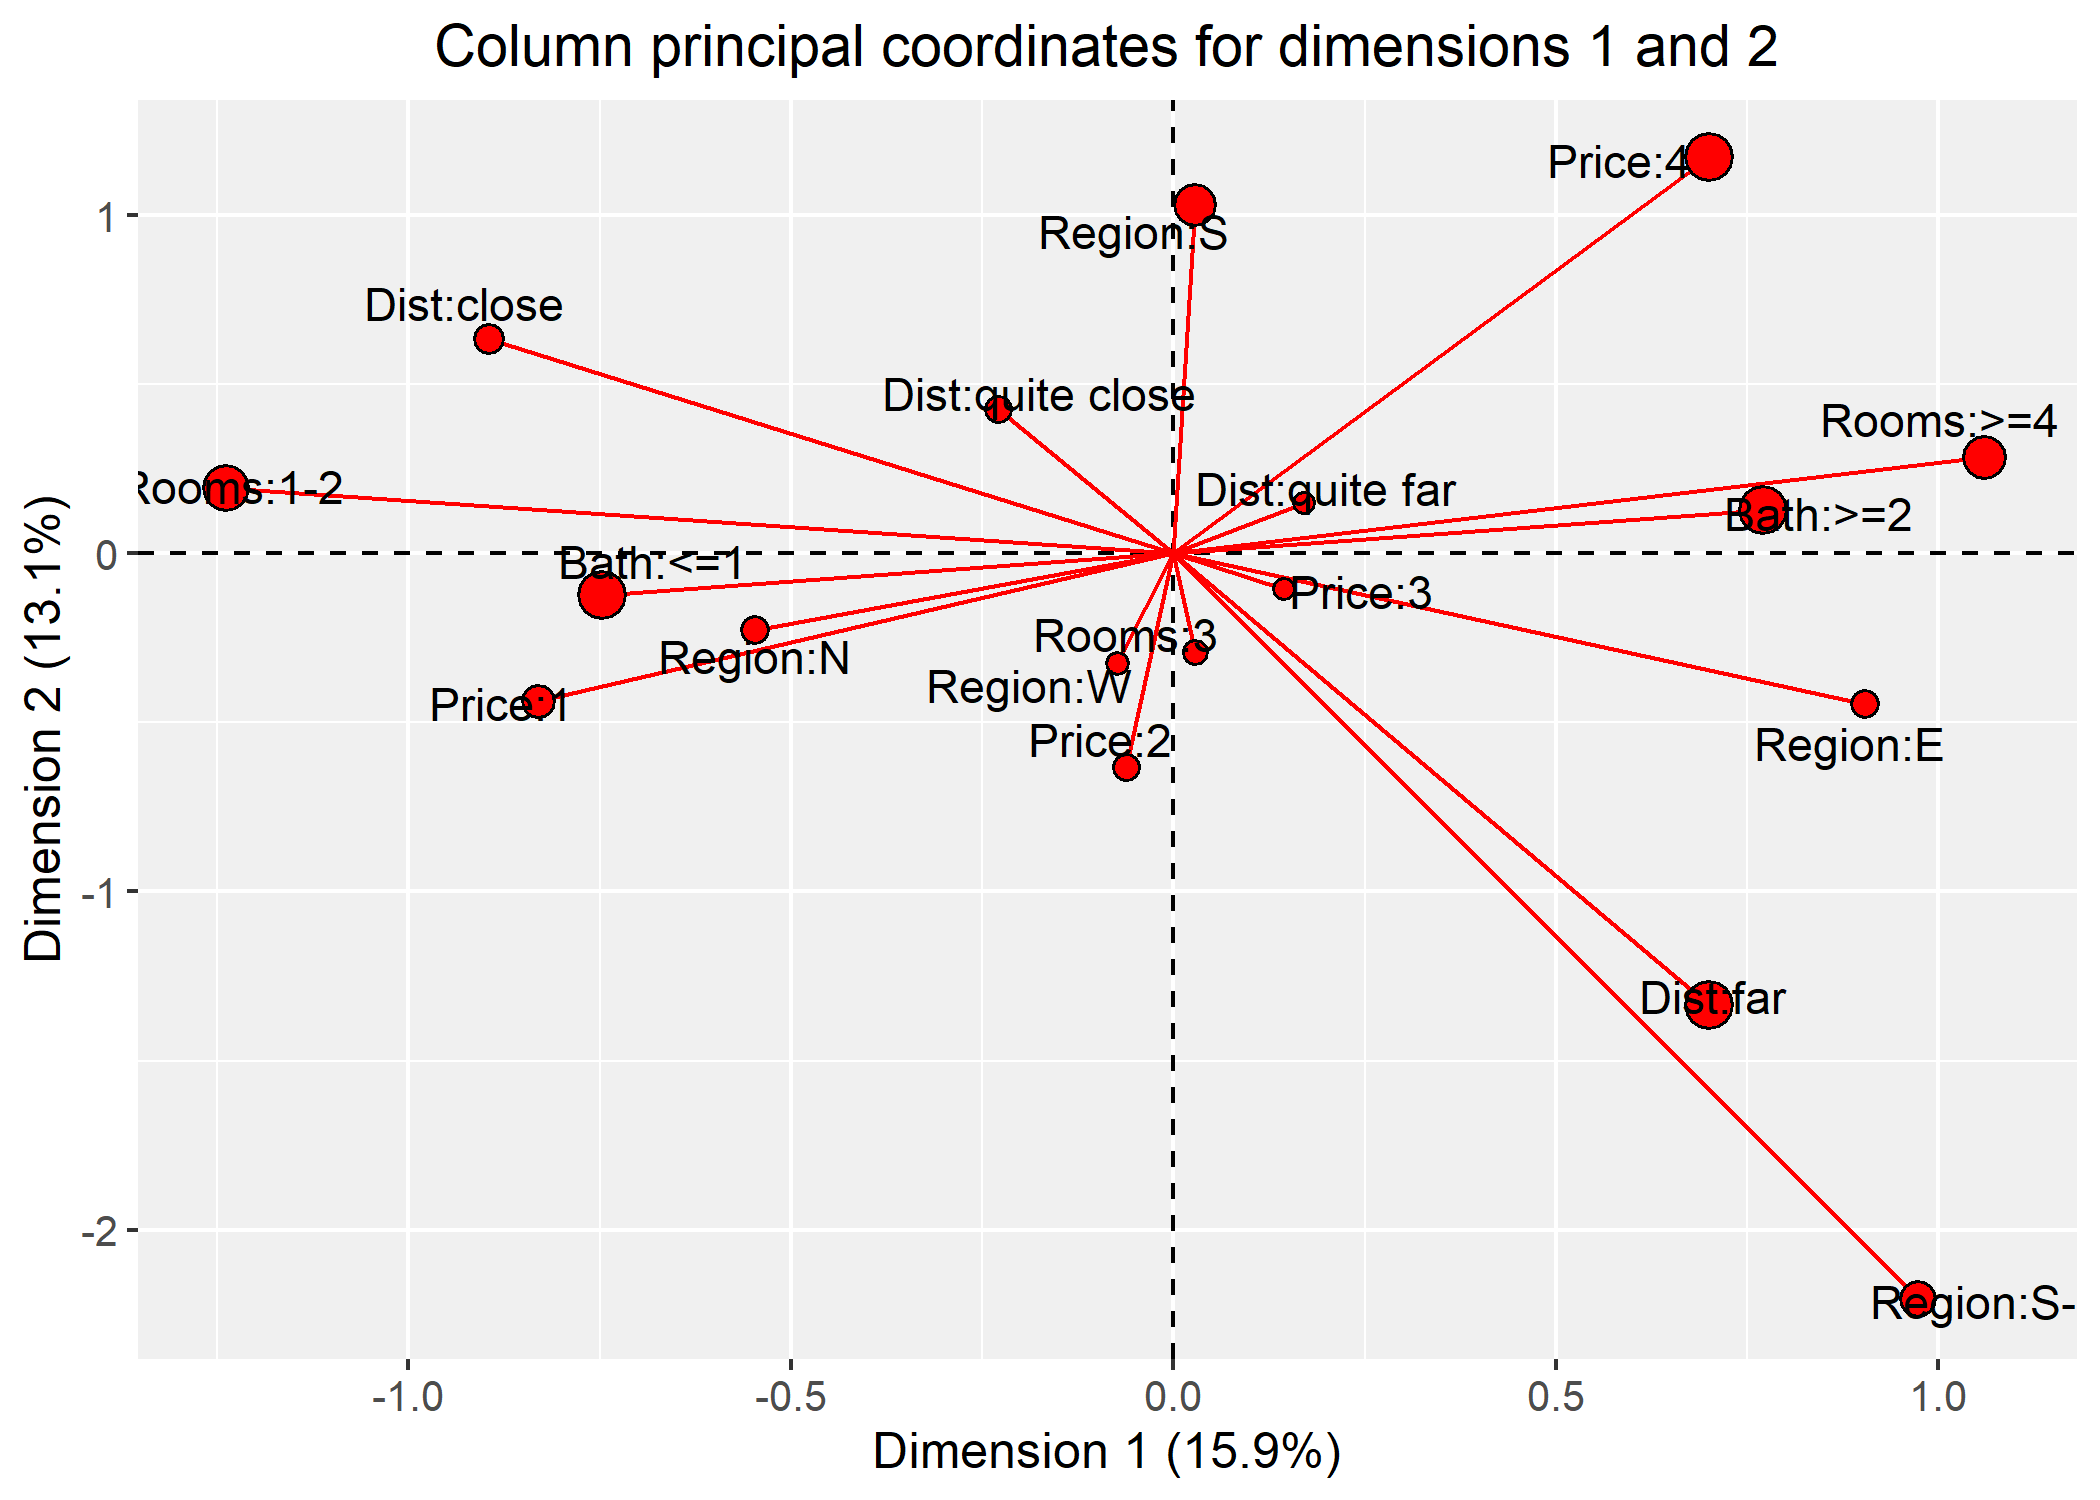 Column principal coordinates for dimensions 1 and 2
Price:4
Region:S
Dist:close
Dist:quite close
Rooms:>=4
Rooms:1-2
Dist:quite far
Bath:>=2
Bath:<=1
Price:3
Rooms:3
Region:N
Region:W
Price:1
Price:2
Region:E
Dist:far
Region:S-
1
0
-1
-2
Dimension 2 (13.1%)
-1.0
-0.5
0.0
0.5
1.0
Dimension 1 (15.9%)